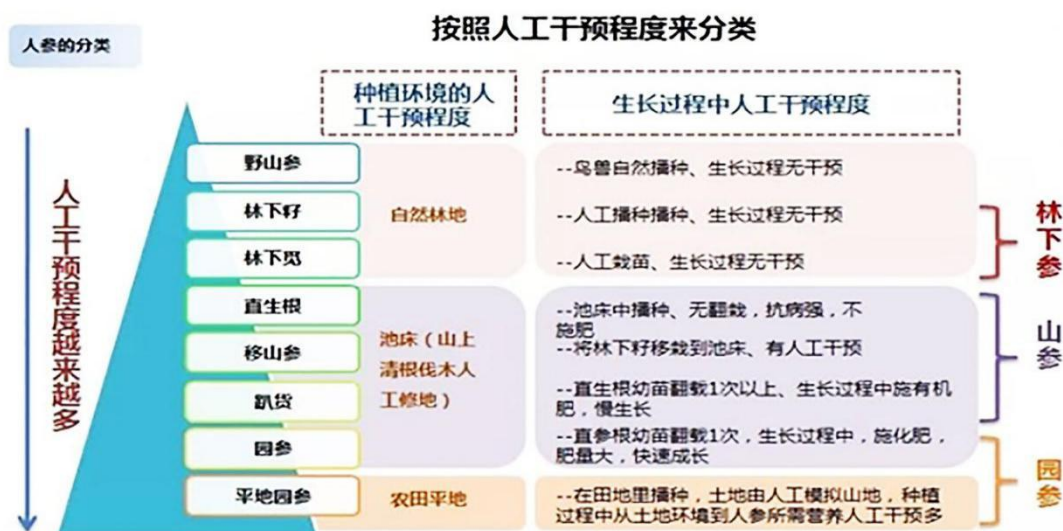 人参的分类
按照人工干预程度来分类
种植环境的人
工干预程度
生长过程中人工干预程度
人工干预程度越来越多
野山参
林下籽
林下趸
直生根
移山参
趴货
园参
平地园参
自然林地
池床（山上
清根伐木人
工修地）
农田平地
--鸟兽自然播种、生长过程无干预
--人工播种播种、生长过程无干预
--人工栽苗、生长过程无干预
--池床中播种、无翻栽，抗病强，不
施肥
--将林下籽移栽到池床、有人工干预
--直生根幼苗翻载1次以上、生长过程中施有机
肥，慢生长
--直参根幼苗翻载1次，生长过程中，施化肥，
肥量大，快速成长
--在田地里播种，土地由人工模拟山地，种植
过程中从土地环境到人参所需营养人工干预多
林下参
山参
园参